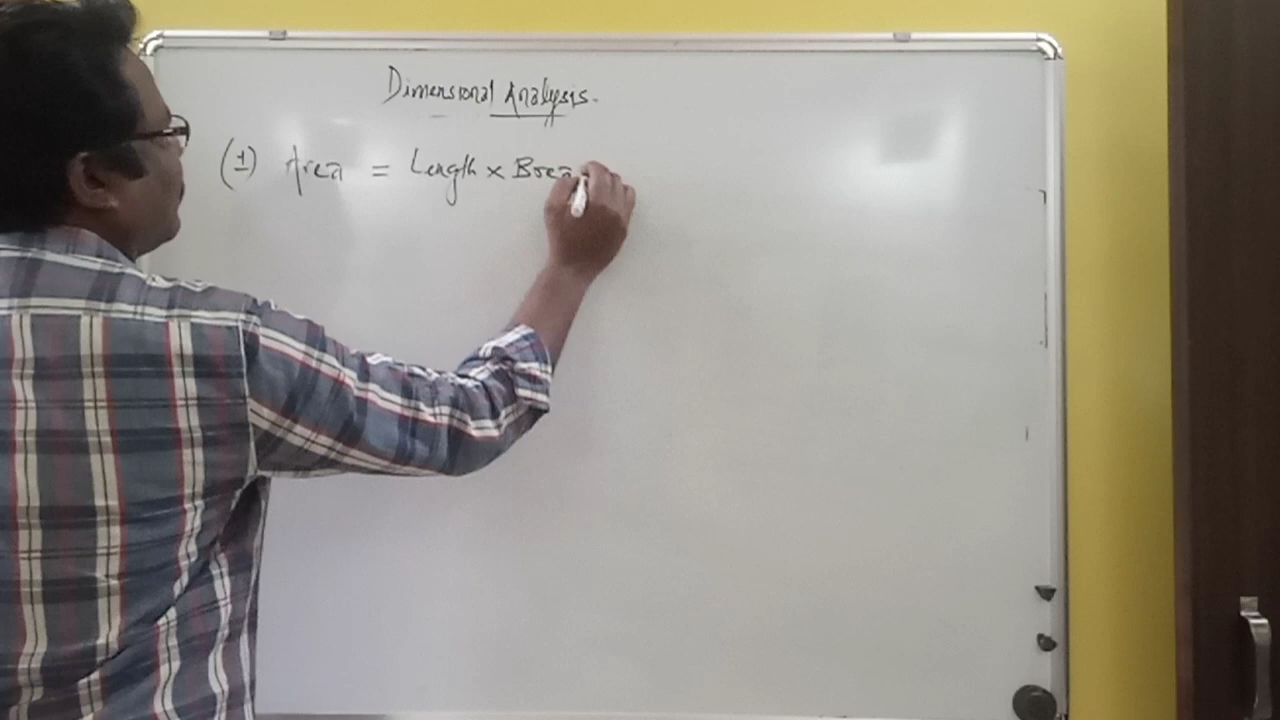 Dimensional Analysis.
(1) Area = Length × Brea